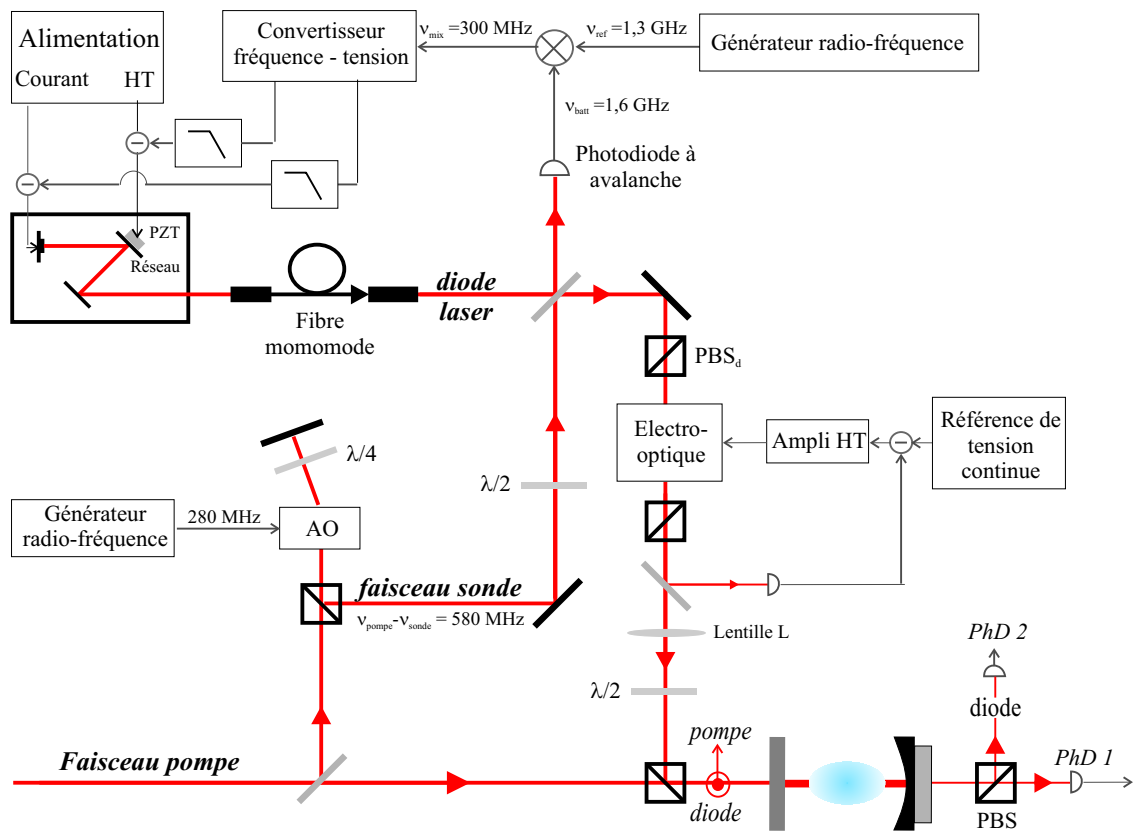 Alimentation
Courant
HT
Convertisseur
fréquence - tension
ν_mix =300 MHz
ν_ref =1,3 GHz
Générateur radio-fréquence
ν_batt =1,6 GHz
Photodiode à
avalanche
PZT
Réseau
Fibre
momomode
diode
laser
PBS_d
Electro-
optique
Ampli HT
Référence de
tension
continue
λ/4
λ/2
Générateur
radio-fréquence
280 MHz
AO
faisceau sonde
ν_pompe-ν_sonde = 580 MHz
Lentille L
λ/2
PhD 2
diode
Faisceau pompe
pompe
diode
PhD 1
PBS